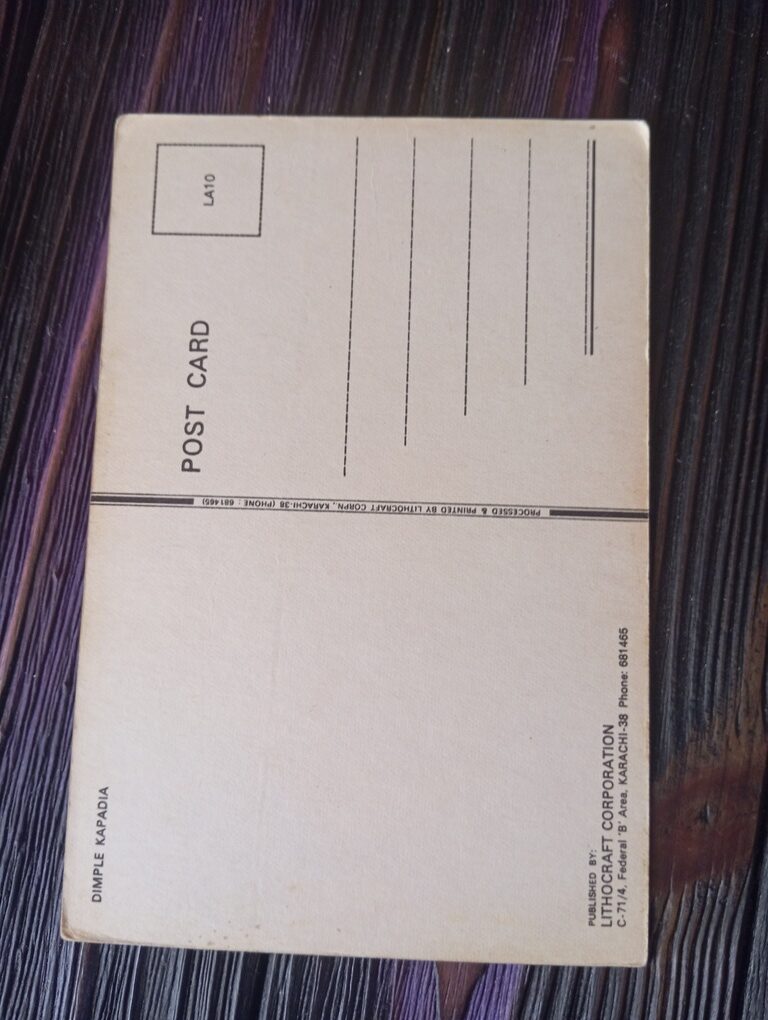 DIMPLE KAPADIA
PUBLISHED BY:
LITHOCRAFT CORPORATION
C-71/4, Federal 'B' Area, KARACHI-38 Phone: 681465
PROCESSED & PRINTED BY LITHOCRAFT CORPN., KARACHI-38 (PHONE : 681465)
POST CARD
LA10